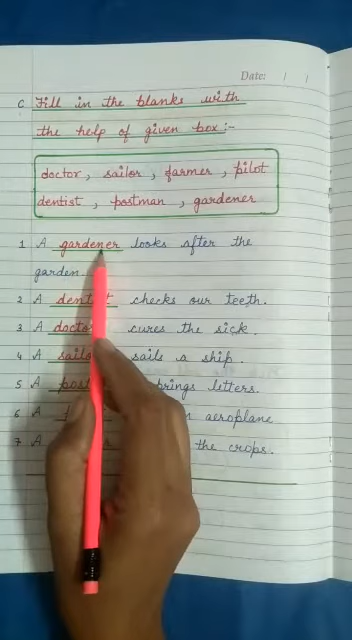 Date: / /
C Fill in the blanks with
the help of given box :-
doctor, sailor, farmer, pilot
dentist, postman, gardener
1 A gardener looks after the
garden.
2 A dentist checks our teeth.
3 A doctor cures the sick.
4 A sailor sails a ship.
5 A brings letters.
6 A aeroplane
7 A the crops.